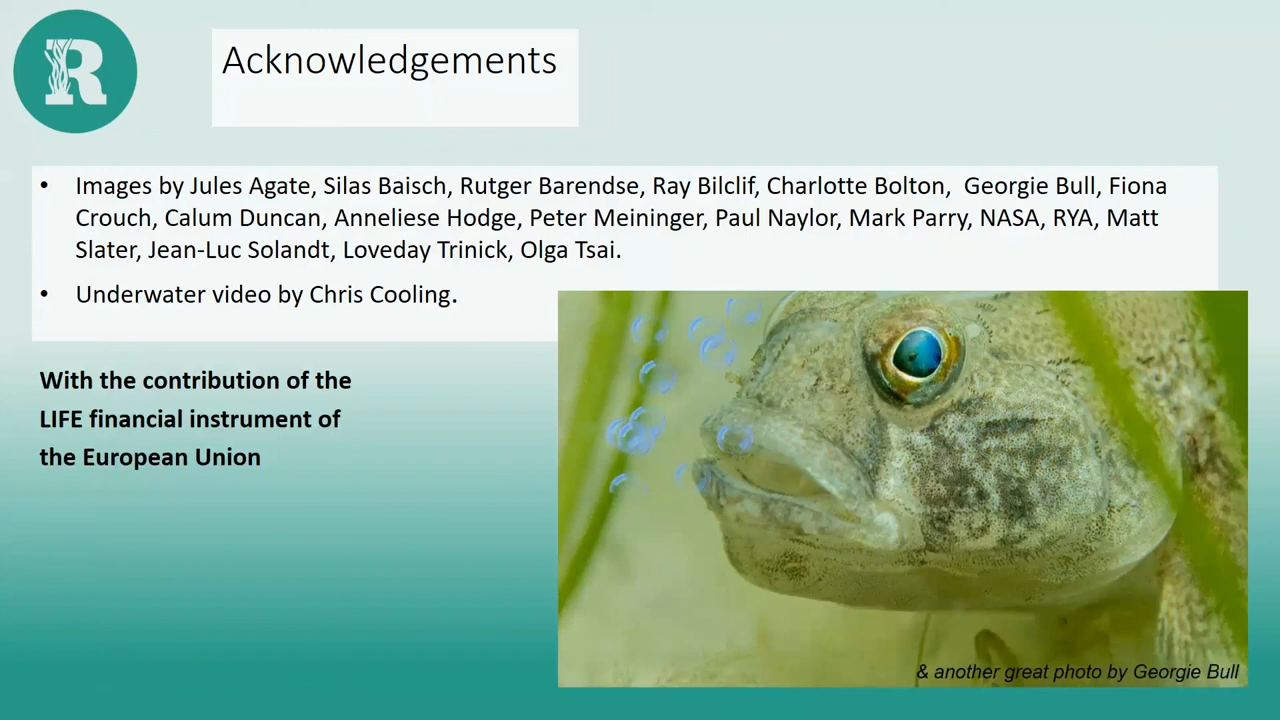 R
Acknowledgements
• Images by Jules Agate, Silas Baisch, Rutger Barendse, Ray Bilclif, Charlotte Bolton,  Georgie Bull, Fiona
Crouch, Calum Duncan, Anneliese Hodge, Peter Meininger, Paul Naylor, Mark Parry, NASA, RYA, Matt
Slater, Jean-Luc Solandt, Loveday Trinick, Olga Tsai.
• Underwater video by Chris Cooling.
With the contribution of the
LIFE financial instrument of
the European Union
& another great photo by Georgie Bull